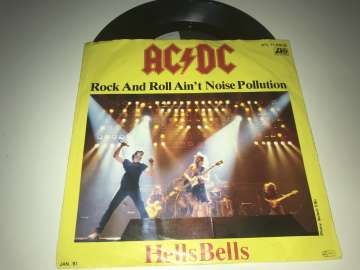 AC⚡DC
Rock And Roll Ain't Noise Pollution
HellsBells
JAN. '81